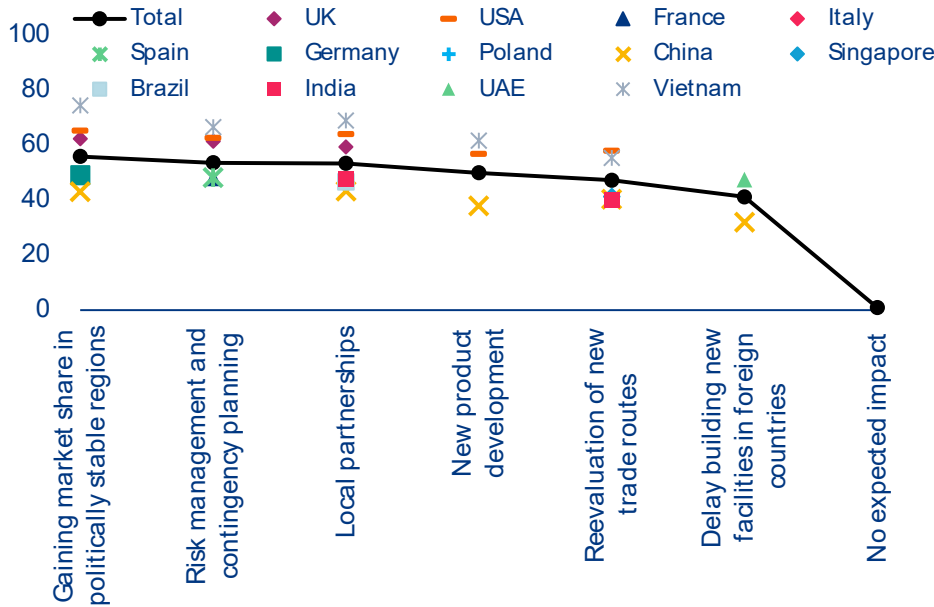 Total UK USA France Italy
Spain Germany Poland China Singapore
Brazil India UAE Vietnam
100
80
60
40
20
0
Gaining market share in
politically stable regions
Risk management and
contingency planning
Local partnerships
New product
development
Reevaluation of new
trade routes
Delay building new
facilities in foreign
countries
No expected impact